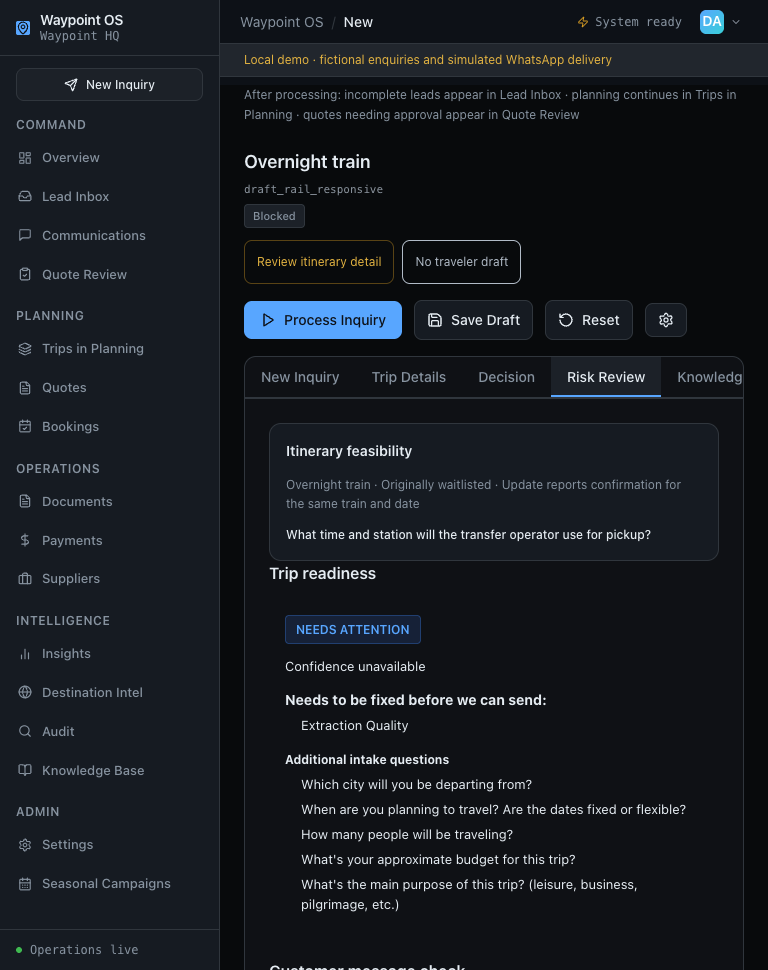 Waypoint OS
Waypoint HQ
New Inquiry
COMMAND
Overview
Lead Inbox
Communications
Quote Review
PLANNING
Trips in Planning
Quotes
Bookings
OPERATIONS
Documents
Payments
Suppliers
INTELLIGENCE
Insights
Destination Intel
Audit
Knowledge Base
ADMIN
Settings
Seasonal Campaigns
Operations live
Waypoint OS / New
System ready
DA
Local demo · fictional enquiries and simulated WhatsApp delivery
After processing: incomplete leads appear in Lead Inbox · planning continues in Trips in
Planning · quotes needing approval appear in Quote Review
Overnight train
draft_rail_responsive
Blocked
Review itinerary detail
No traveler draft
Process Inquiry
Save Draft
Reset
New Inquiry
Trip Details
Decision
Risk Review
Knowledg
Itinerary feasibility
Overnight train · Originally waitlisted · Update reports confirmation for
the same train and date
What time and station will the transfer operator use for pickup?
Trip readiness
NEEDS ATTENTION
Confidence unavailable
Needs to be fixed before we can send:
Extraction Quality
Additional intake questions
Which city will you be departing from?
When are you planning to travel? Are the dates fixed or flexible?
How many people will be traveling?
What's your approximate budget for this trip?
What's the main purpose of this trip? (leisure, business,
pilgrimage, etc.)
Customer message check